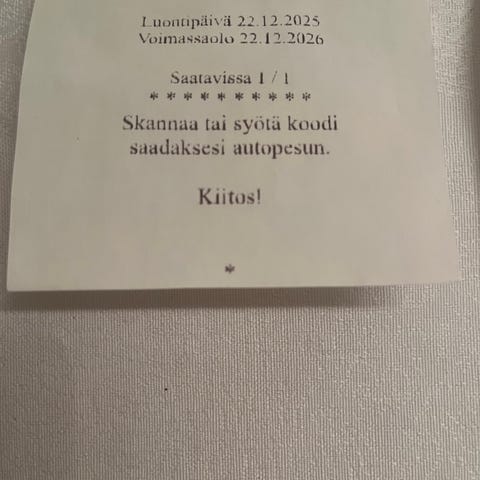 Luontipäivä 22.12.2025
Voimassaolo 22.12.2026
Saatavissa 1 / 1
* * * * * * * * * *
Skannaa tai syötä koodi
saadaksesi autopesun.
Kiitos!
*